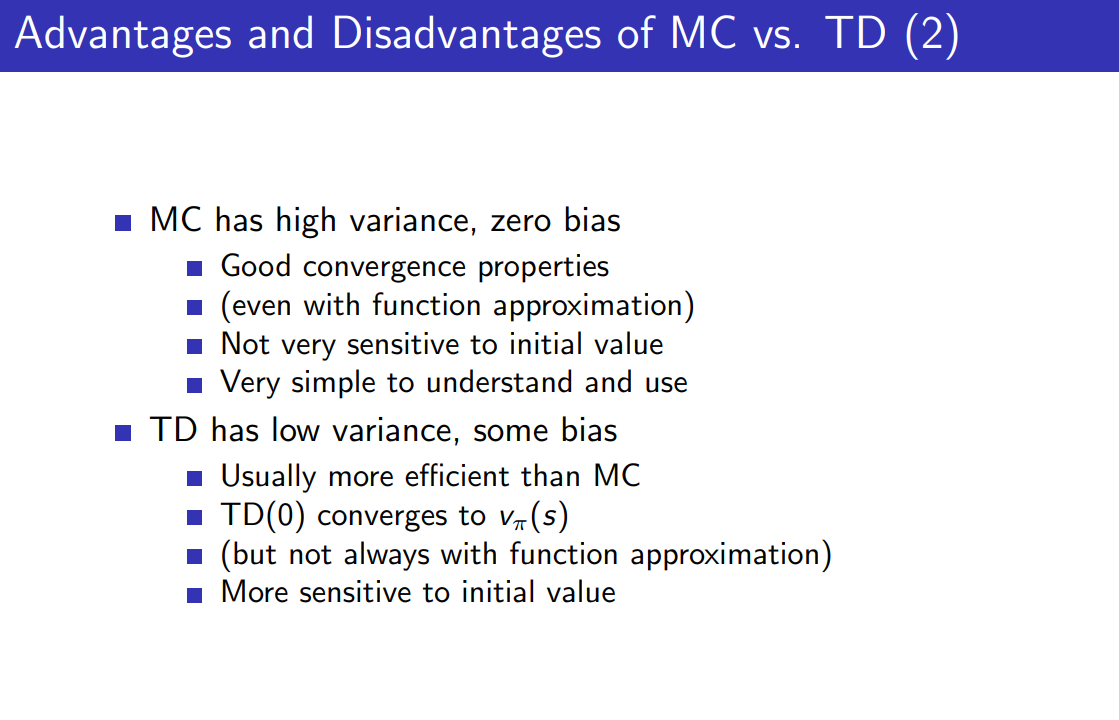 Advantages and Disadvantages of MC vs. TD (2)
MC has high variance, zero bias
Good convergence properties
(even with function approximation)
Not very sensitive to initial value
Very simple to understand and use
TD has low variance, some bias
Usually more efficient than MC
TD(0) converges to vπ(s)
(but not always with function approximation)
More sensitive to initial value